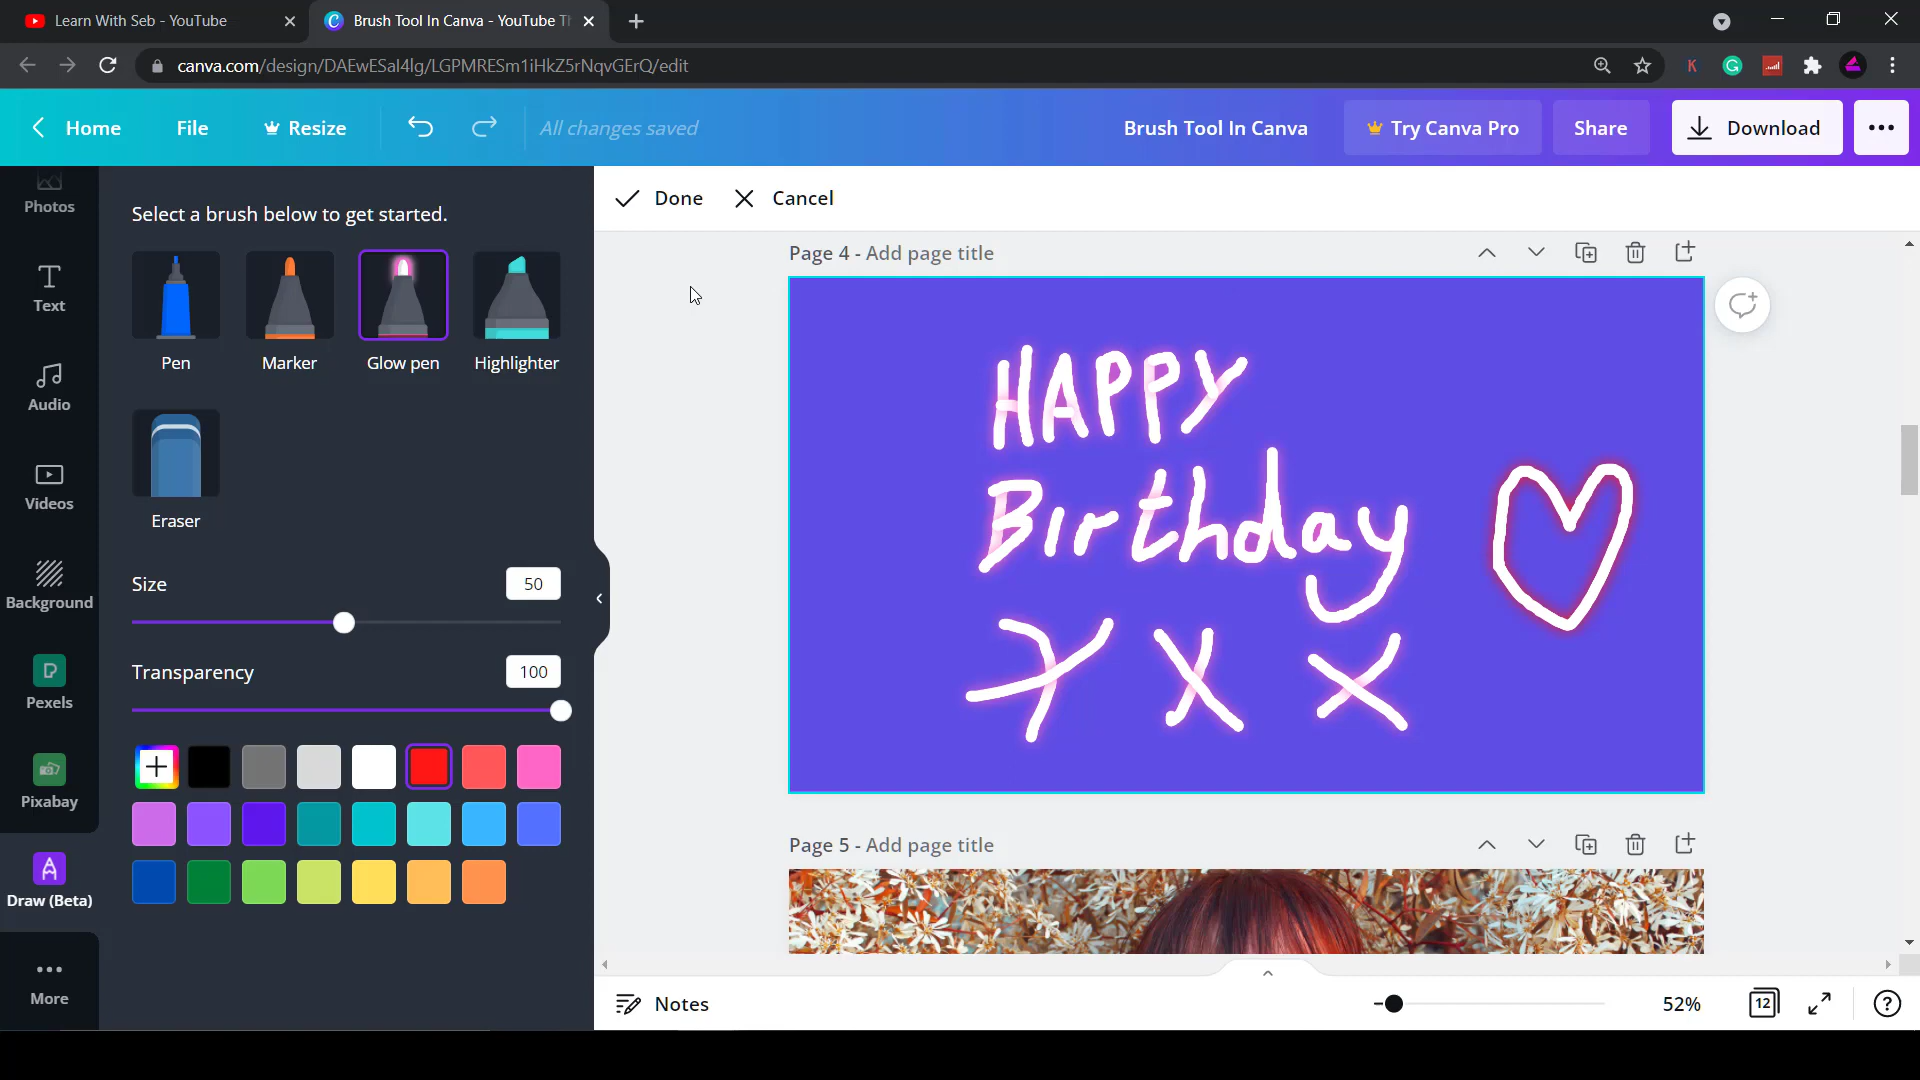 Learn With Seb - YouTube
Brush Tool In Canva - YouTube Th
canva.com/design/DAEwESal4lg/LGPMRESm1iHkZ5rNqvGErQ/edit
Home
File
Resize
All changes saved
Brush Tool In Canva
Try Canva Pro
Share
Download
Photos
Text
Audio
Videos
Background
Pexels
Pixabay
Draw (Beta)
More
Select a brush below to get started.
Pen
Marker
Glow pen
Highlighter
Eraser
Size
50
Transparency
100
Done
Cancel
Page 4 - Add page title
HAPPY
Birthday
X X X
Page 5 - Add page title
Notes
52%
12